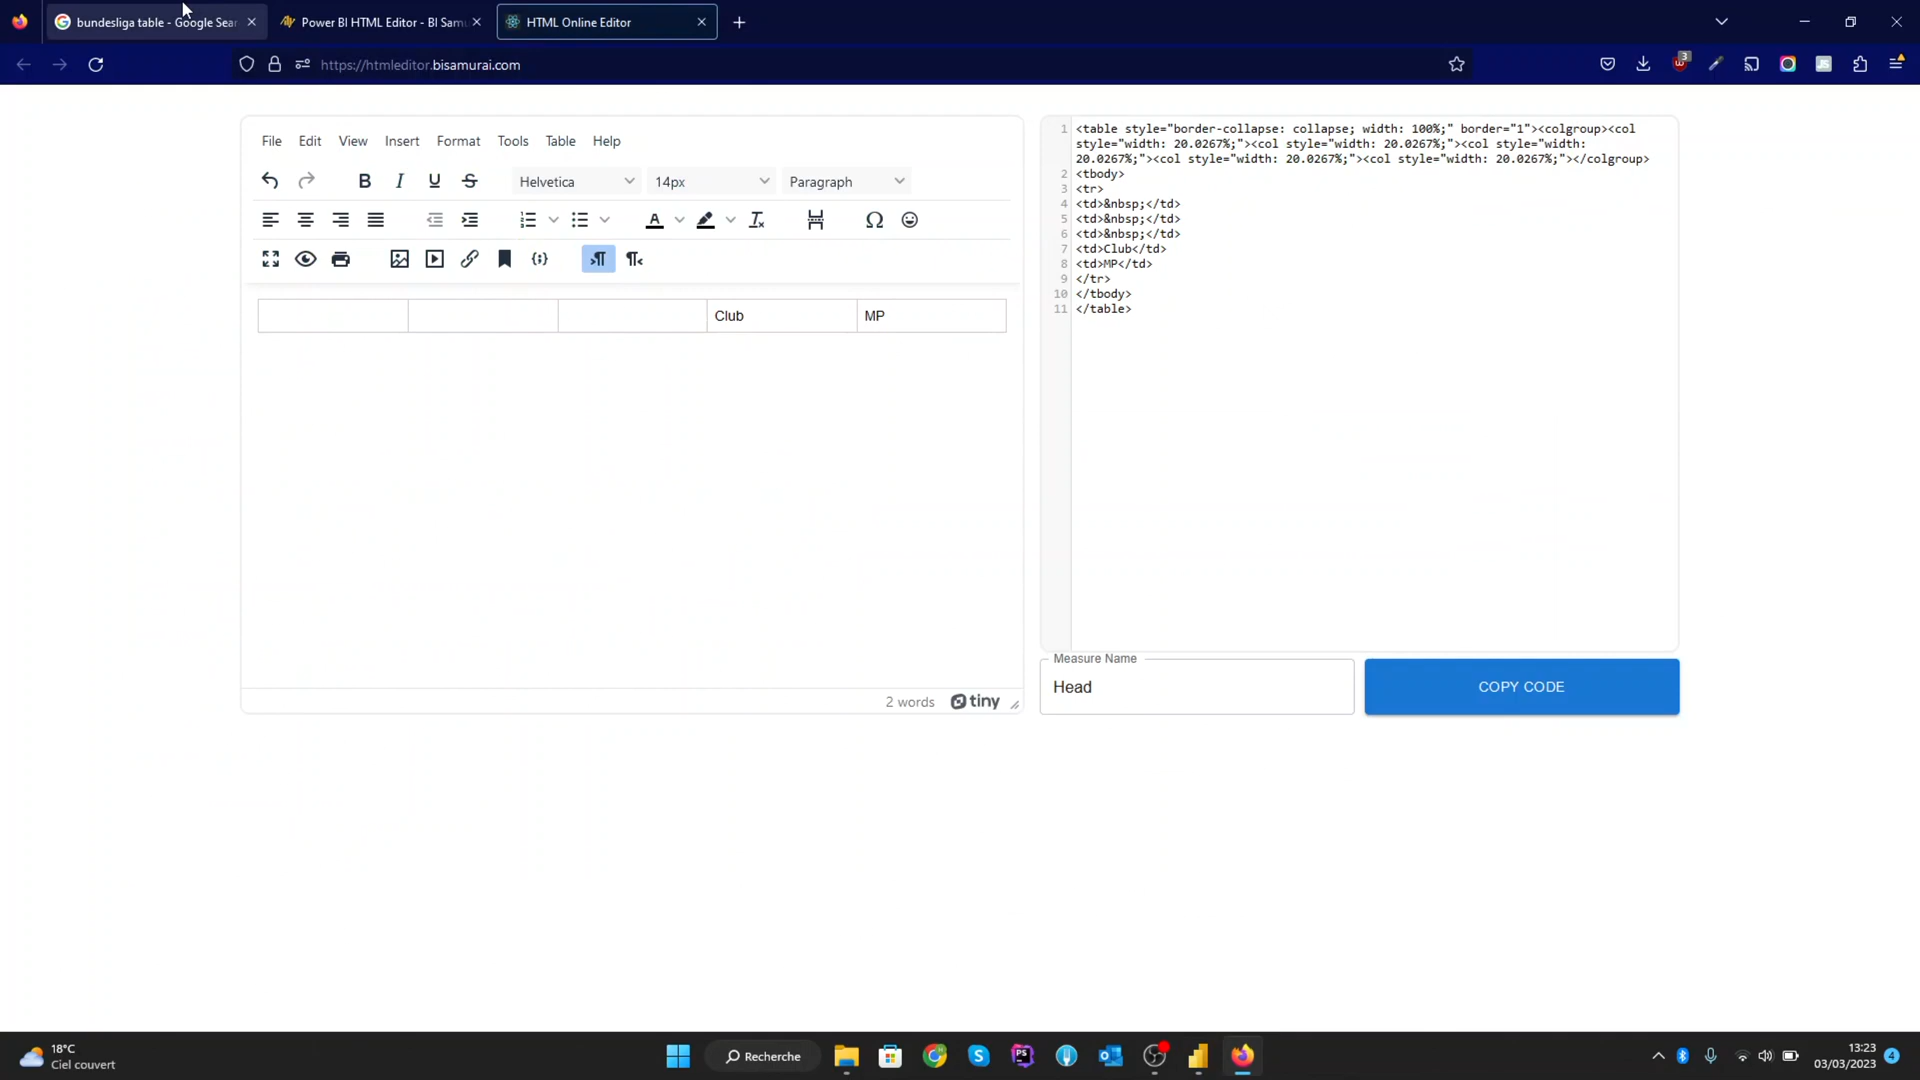 bundesliga table - Google Sear
Power BI HTML Editor - BI Samu
HTML Online Editor
https://htmleditor.bisamurai.com
3
File Edit View Insert Format Tools Table Help
Helvetica 14px Paragraph
Club MP
2 words tiny
1 <table style="border-collapse: collapse; width: 100%;" border="1"><colgroup><col
style="width: 20.0267%;"><col style="width: 20.0267%;"><col style="width:
20.0267%;"><col style="width: 20.0267%;"><col style="width: 20.0267%;"></colgroup>
2 <tbody>
3 <tr>
4 <td>&nbsp;</td>
5 <td>&nbsp;</td>
6 <td>&nbsp;</td>
7 <td>Club</td>
8 <td>MP</td>
9 </tr>
10 </tbody>
11 </table>
Measure Name
Head
COPY CODE
18°C
Ciel couvert
Recherche
PS
13:23
03/03/2023
4